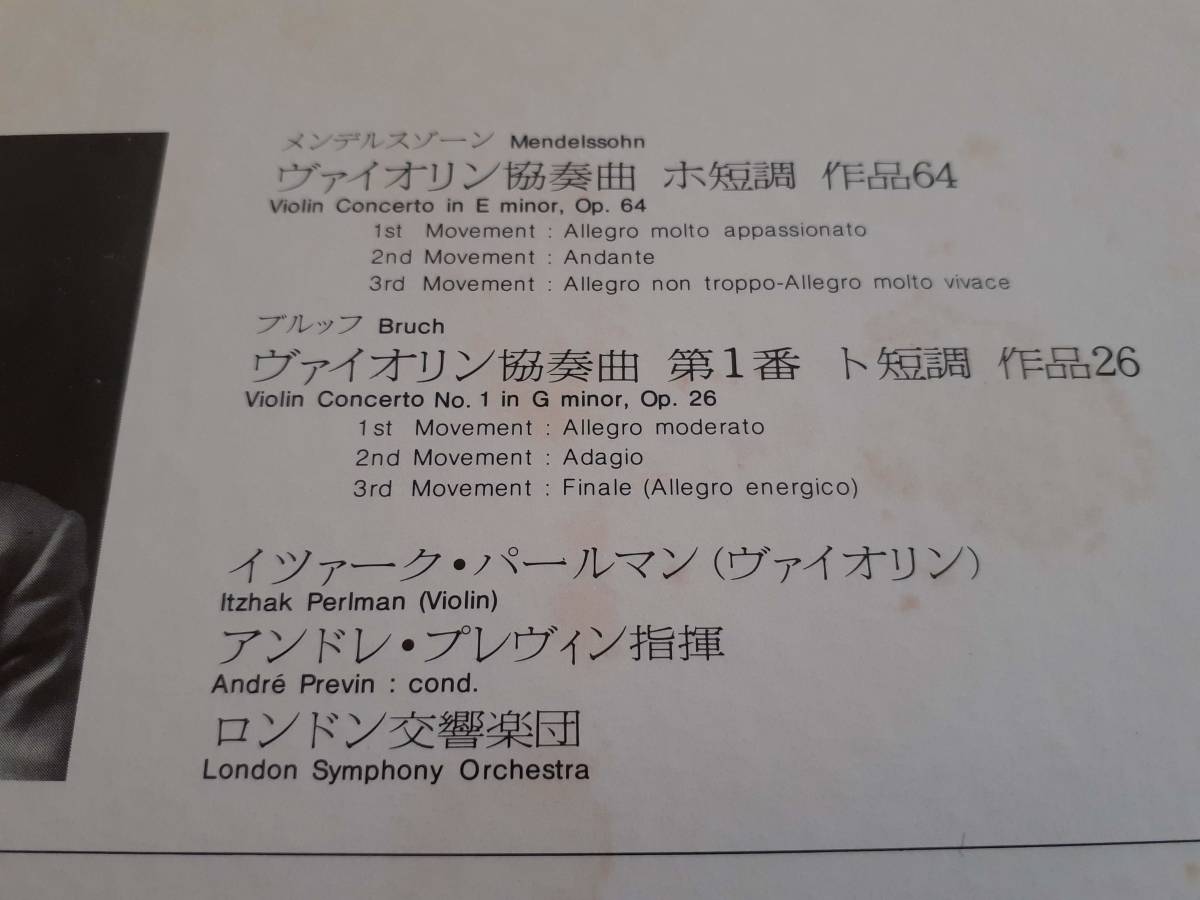 メンデルスゾーン Mendelssohn
ヴァイオリン協奏曲 ホ短調 作品64
Violin Concerto in E minor, Op. 64
1st Movement : Allegro molto appassionato
2nd Movement : Andante
3rd Movement : Allegro non troppo-Allegro molto vivace
ブルッフ Bruch
ヴァイオリン協奏曲 第1番 ト短調 作品26
Violin Concerto No. 1 in G minor, Op. 26
1st Movement : Allegro moderato
2nd Movement : Adagio
3rd Movement : Finale (Allegro energico)
イツァーク・パールマン(ヴァイオリン)
Itzhak Perlman (Violin)
アンドレ・プレヴィン指揮
André Previn : cond.
ロンドン交響楽団
London Symphony Orchestra